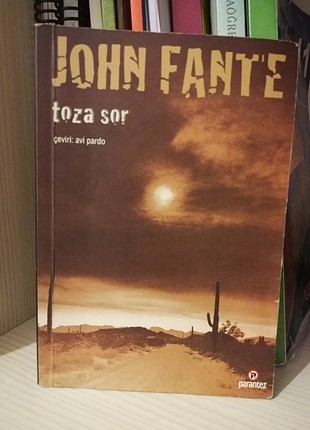 JOHN FANTE
toza sor
çeviri: avi pardo
P
parantez